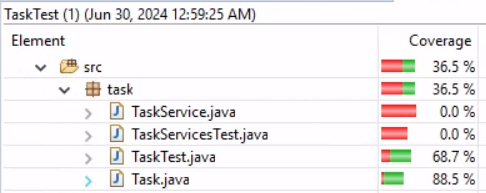 TaskTest (1) (Jun 30, 2024 12:59:25 AM)
Element Coverage
src 36.5 %
task 36.5 %
TaskService.java 0.0 %
TaskServicesTest.java 0.0 %
TaskTest.java 68.7 %
Task.java 88.5 %